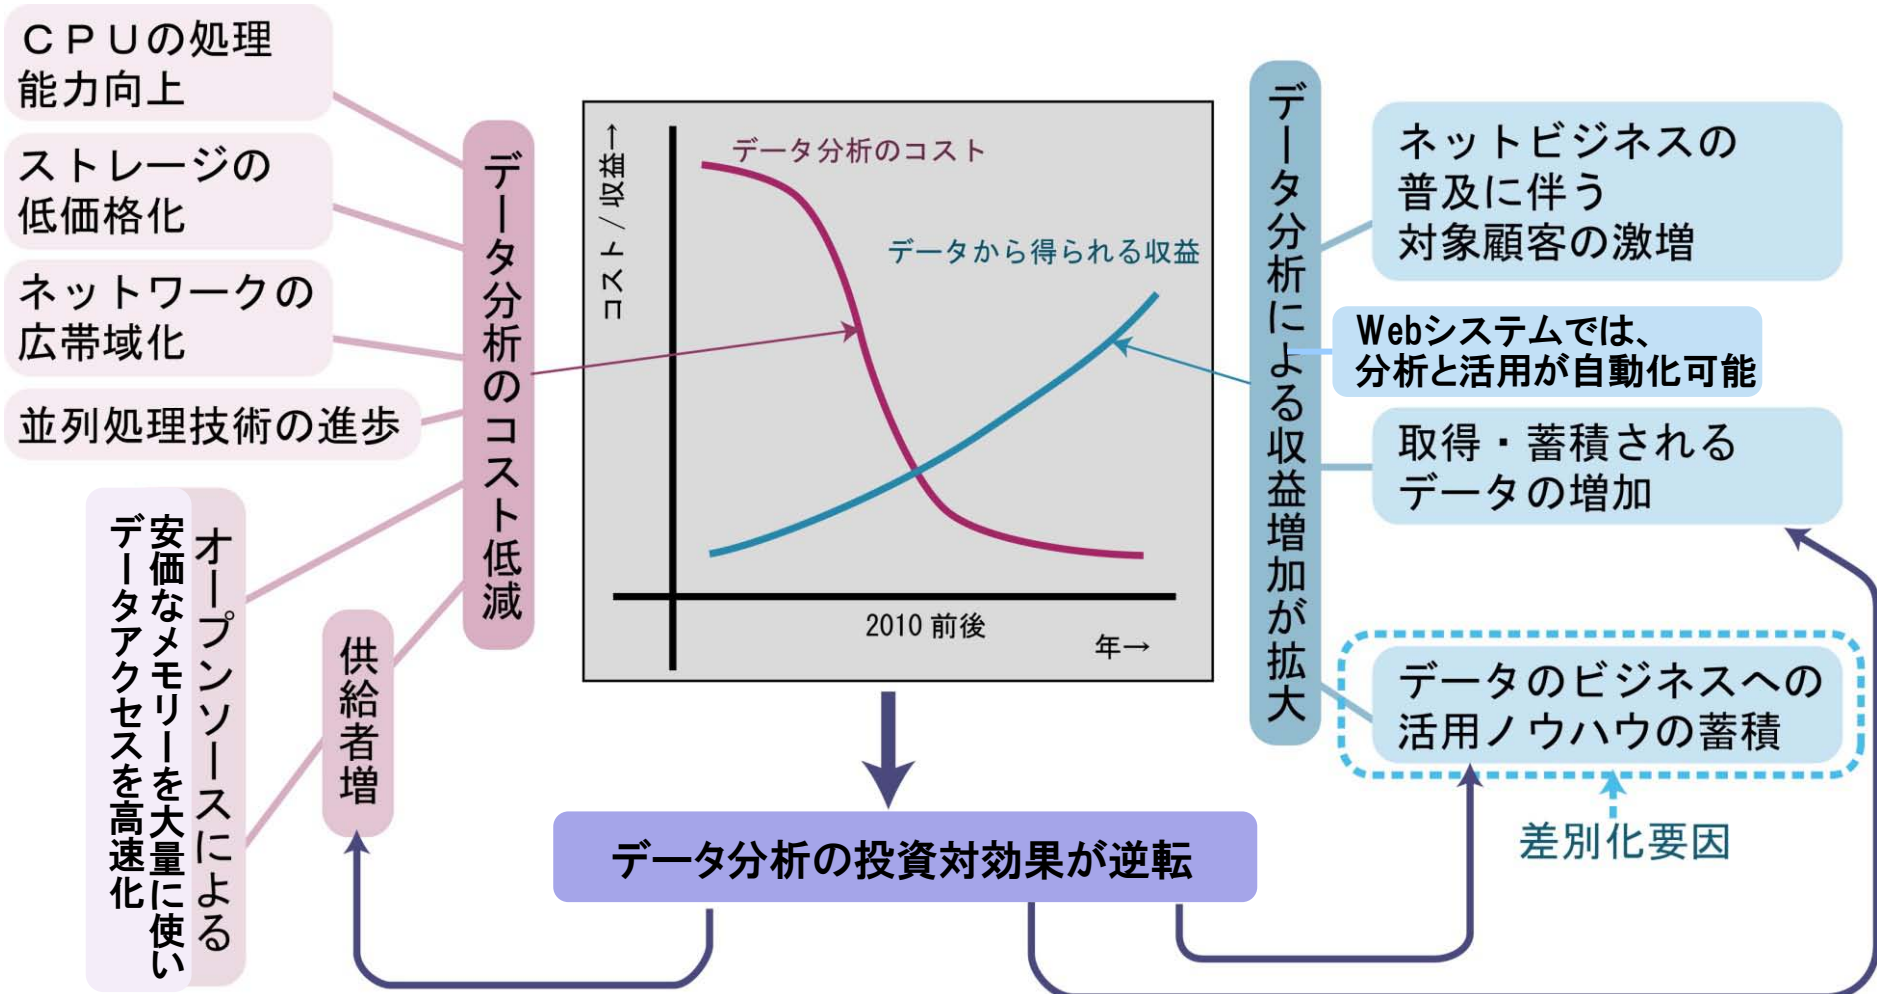 ＣＰＵの処理
能力向上
ストレージの
低価格化
ネットワークの
広帯域化
並列処理技術の進歩
オープンソースによる
安価なメモリーを大量に使い
データアクセスを高速化
供給者増
データ分析のコスト低減
コスト / 収益→
データ分析のコスト
データから得られる収益
2010 前後
年→
データ分析による収益増加が拡大
ネットビジネスの
普及に伴う
対象顧客の激増
Webシステムでは、
分析と活用が自動化可能
取得・蓄積される
データの増加
データのビジネスへの
活用ノウハウの蓄積
差別化要因
データ分析の投資対効果が逆転